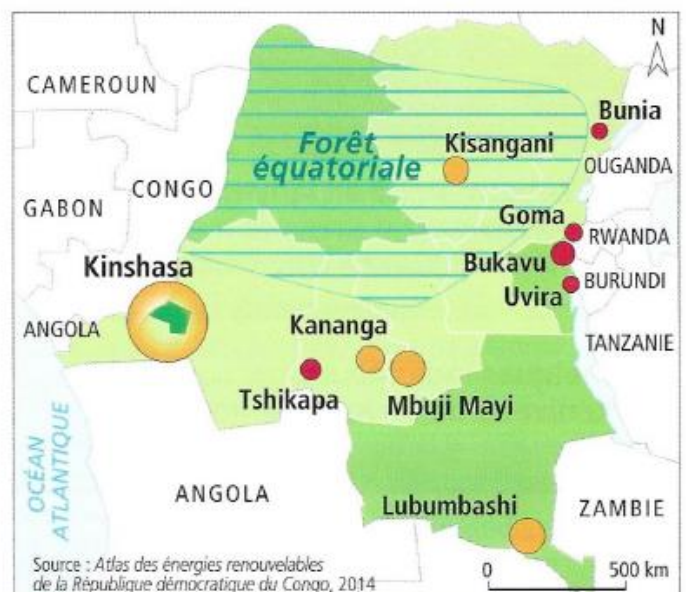 N
CAMEROUN
Bunia
Forêt
équatoriale
Kisangani
OUGANDA
CONGO
GABON
Goma
RWANDA
Kinshasa
Bukavu
BURUNDI
Uvira
ANGOLA
Kananga
TANZANIE
Tshikapa
Mbuji Mayi
OCÉAN
ATLANTIQUE
ANGOLA
Lubumbashi
ZAMBIE
Source : Atlas des énergies renouvelables
de la République démocratique du Congo, 2014
0 500 km